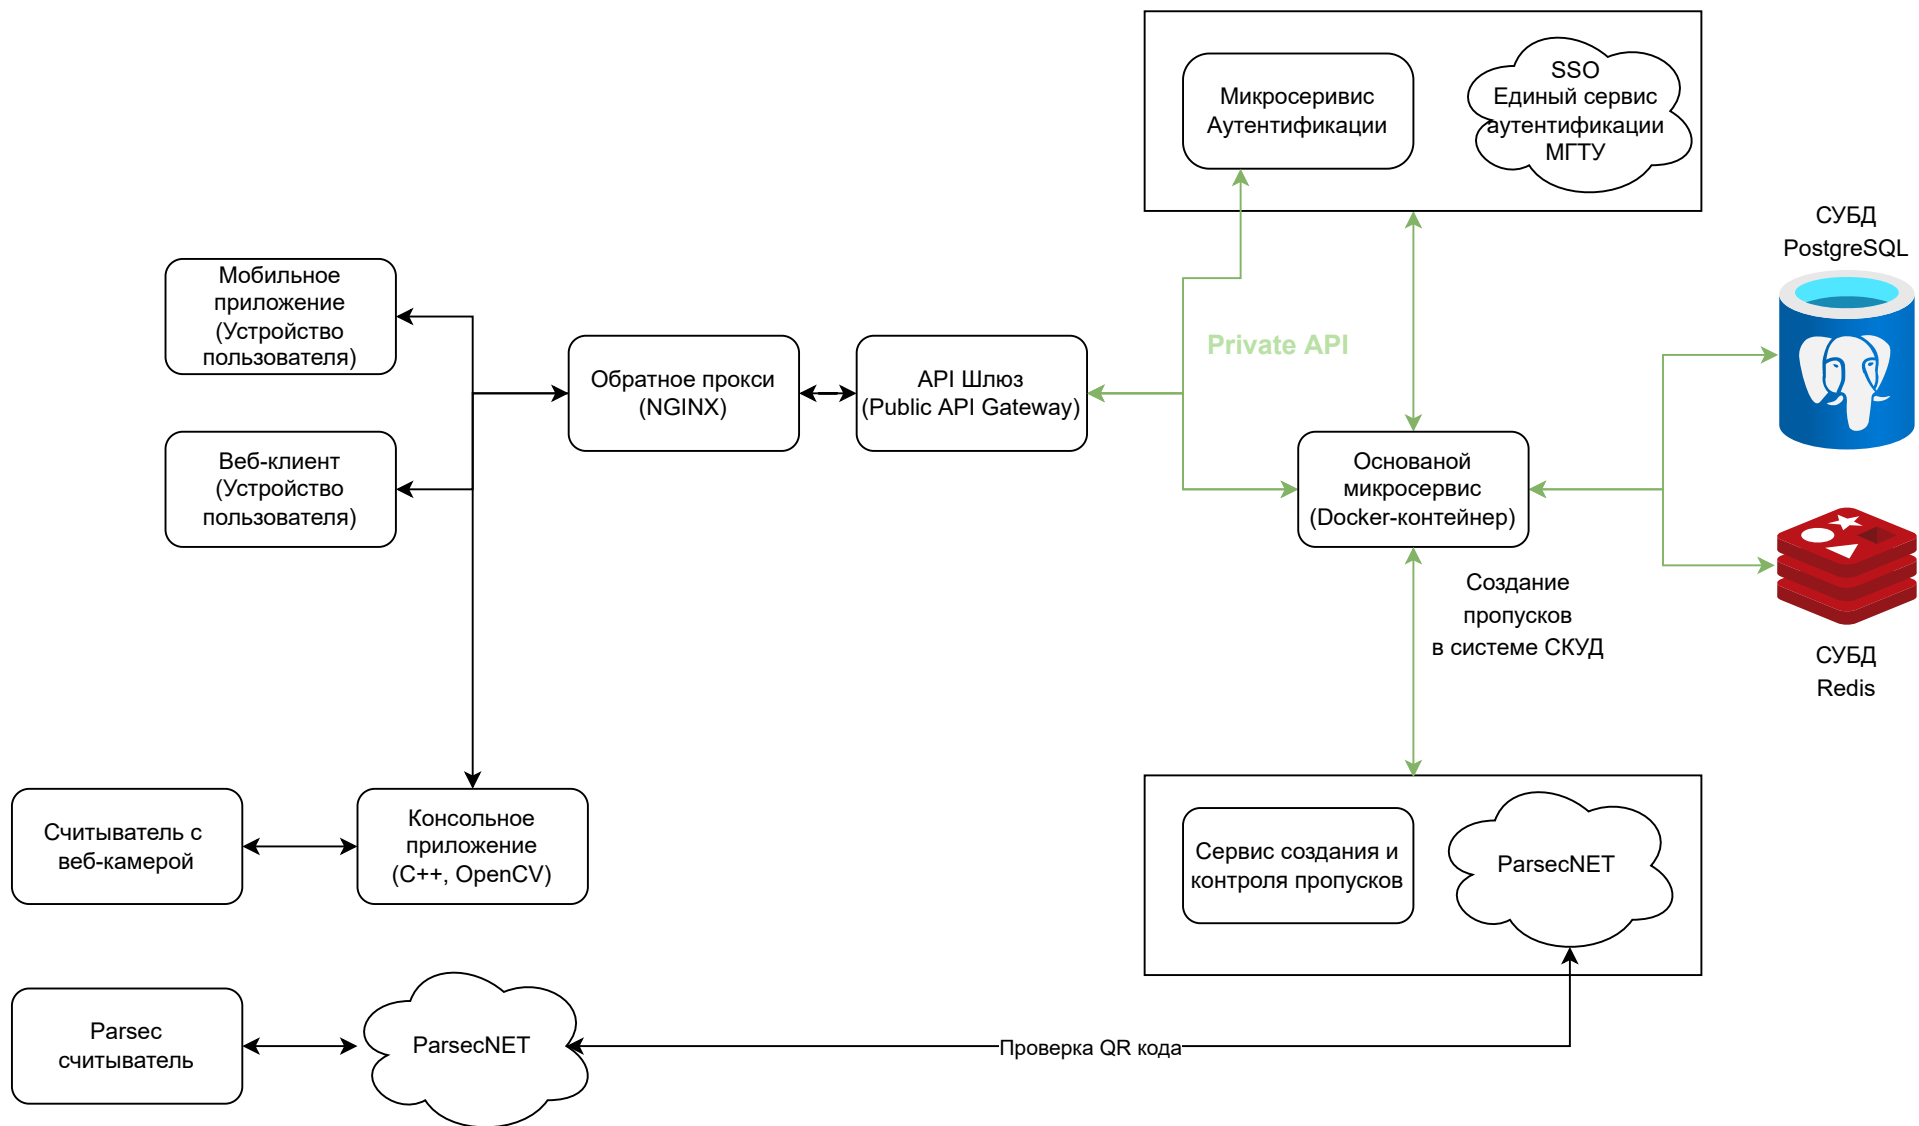 Микросеривис
Аутентификации
SSO
Единый сервис
аутентификации
МГТУ
СУБД
PostgreSQL
Мобильное
приложение
(Устройство
пользователя)
Обратное прокси
(NGINX)
API Шлюз
(Public API Gateway)
Private API
Веб-клиент
(Устройство
пользователя)
Основаной
микросервис
(Docker-контейнер)
Создание
пропусков
в системе СКУД
СУБД
Redis
Считыватель с
веб-камерой
Консольное
приложение
(C++, OpenCV)
Сервис создания и
контроля пропусков
ParsecNET
Parsec
считыватель
ParsecNET
Проверка QR кода